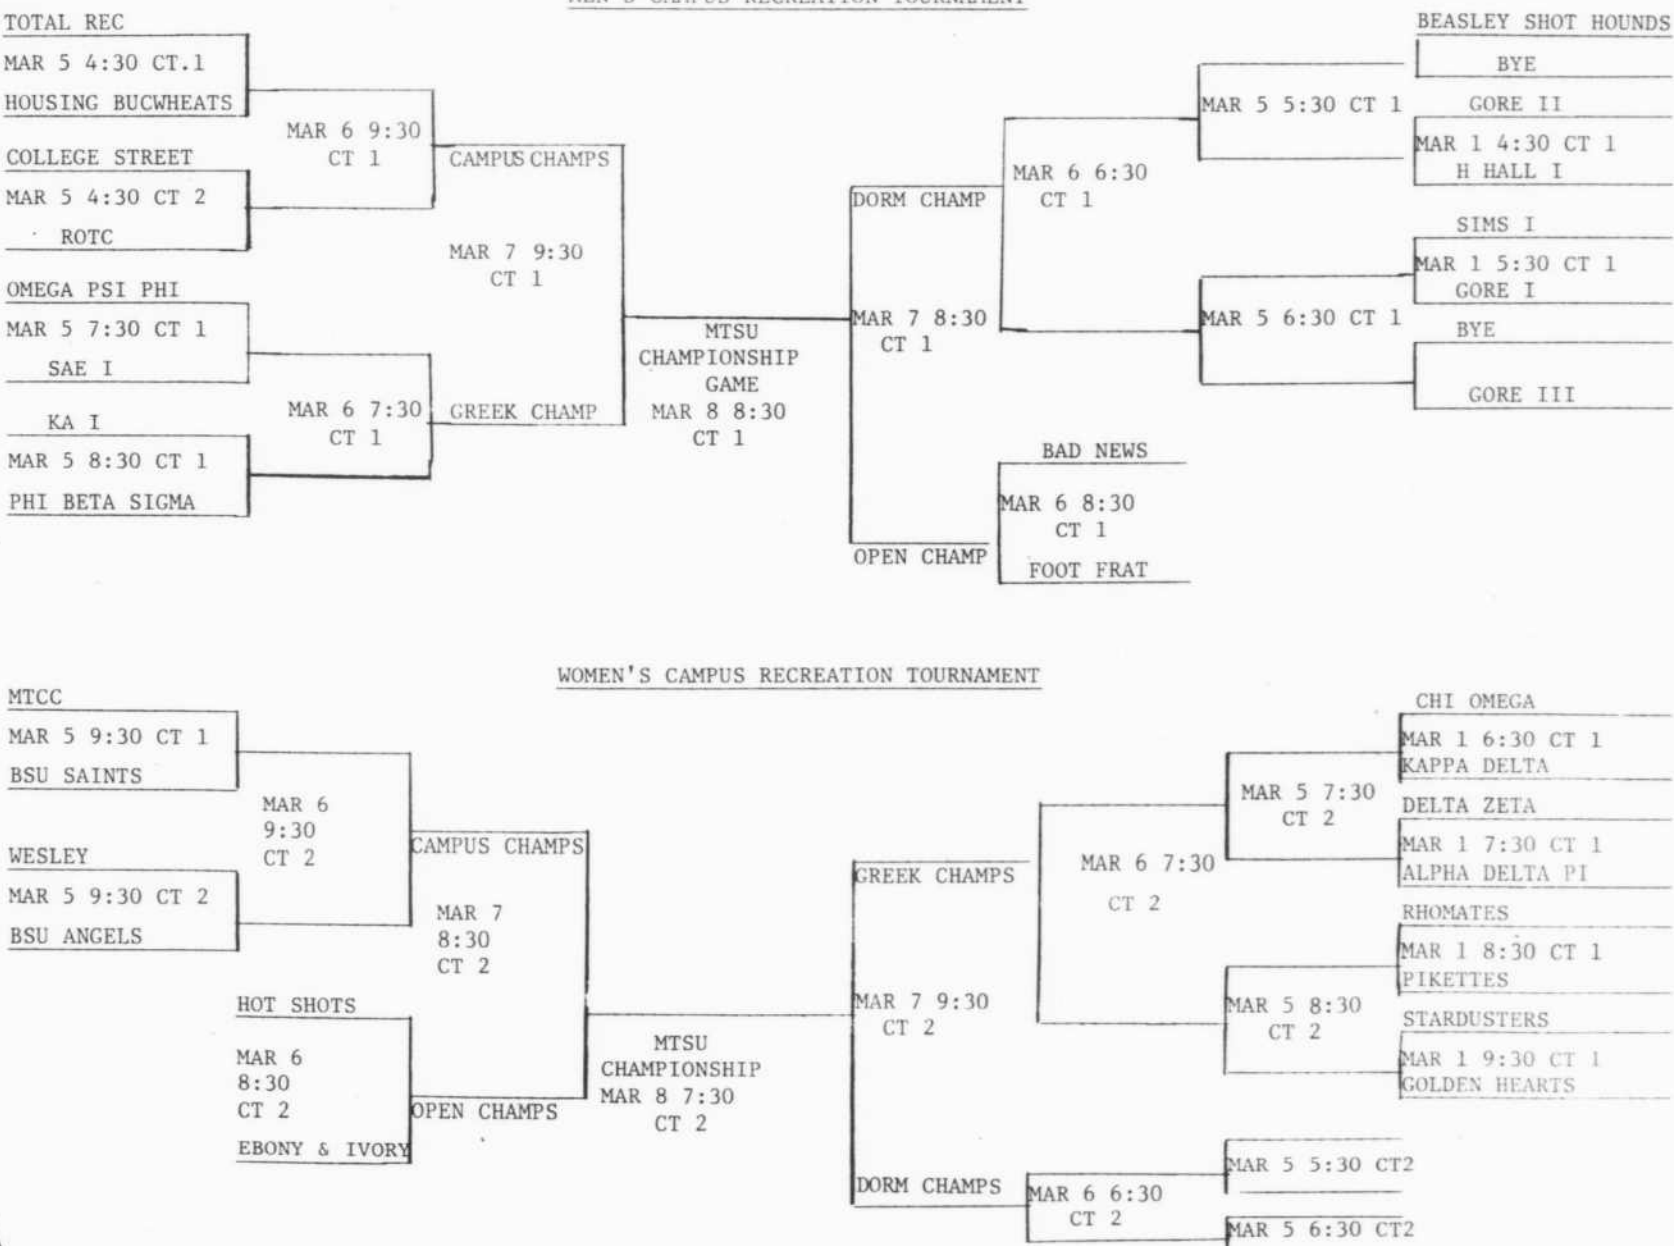 MEN'S CAMPUS RECREATION TOURNAMENT
TOTAL REC
MAR 5 4:30 CT.1
HOUSING BUCWHEATS
MAR 6 9:30
CT 1
COLLEGE STREET
MAR 5 4:30 CT 2
ROTC
CAMPUS CHAMPS
MAR 7 9:30
CT 1
OMEGA PSI PHI
MAR 5 7:30 CT 1
SAE I
MAR 6 7:30
CT 1
GREEK CHAMP
KA I
MAR 5 8:30 CT 1
PHI BETA SIGMA
MTSU
CHAMPIONSHIP
GAME
MAR 8 8:30
CT 1
DORM CHAMP
MAR 7 8:30
CT 1
OPEN CHAMP
MAR 6 6:30
CT 1
BAD NEWS
MAR 6 8:30
CT 1
FOOT FRAT
MAR 5 5:30 CT 1
MAR 5 6:30 CT 1
BEASLEY SHOT HOUNDS
BYE
GORE II
MAR 1 4:30 CT 1
H HALL I
SIMS I
MAR 1 5:30 CT 1
GORE I
BYE
GORE III
WOMEN'S CAMPUS RECREATION TOURNAMENT
MTCC
MAR 5 9:30 CT 1
BSU SAINTS
MAR 6
9:30
CT 2
WESLEY
MAR 5 9:30 CT 2
BSU ANGELS
CAMPUS CHAMPS
MAR 7
8:30
CT 2
HOT SHOTS
MAR 6
8:30
CT 2
EBONY & IVORY
OPEN CHAMPS
MTSU
CHAMPIONSHIP
MAR 8 7:30
CT 2
GREEK CHAMPS
MAR 7 9:30
CT 2
DORM CHAMPS
MAR 6 7:30
CT 2
MAR 5 7:30
CT 2
MAR 5 8:30
CT 2
CHI OMEGA
MAR 1 6:30 CT 1
KAPPA DELTA
DELTA ZETA
MAR 1 7:30 CT 1
ALPHA DELTA PI
RHOMATES
MAR 1 8:30 CT 1
PIKETTES
STARDUSTERS
MAR 1 9:30 CT 1
GOLDEN HEARTS
MAR 6 6:30
CT 2
MAR 5 5:30 CT2
MAR 5 6:30 CT2